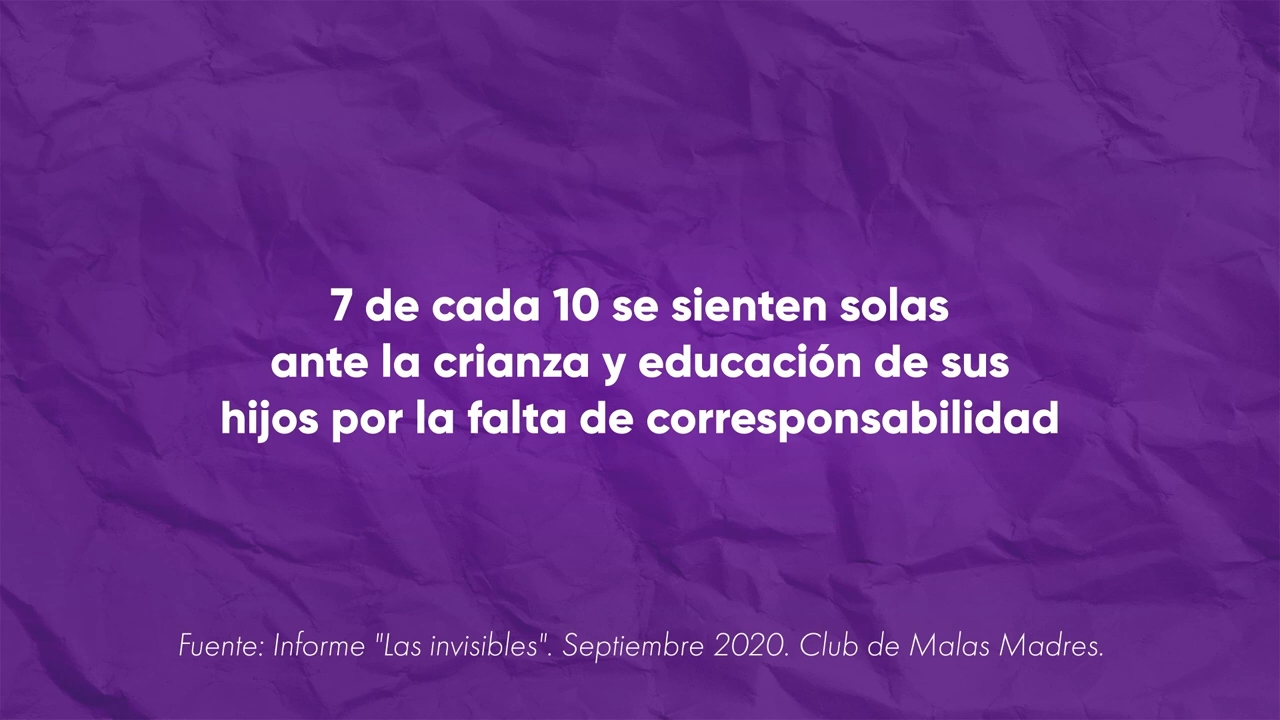 7 de cada 10 se sienten solas
ante la crianza y educación de sus
hijos por la falta de corresponsabilidad
Fuente: Informe "Las invisibles". Septiembre 2020. Club de Malas Madres.